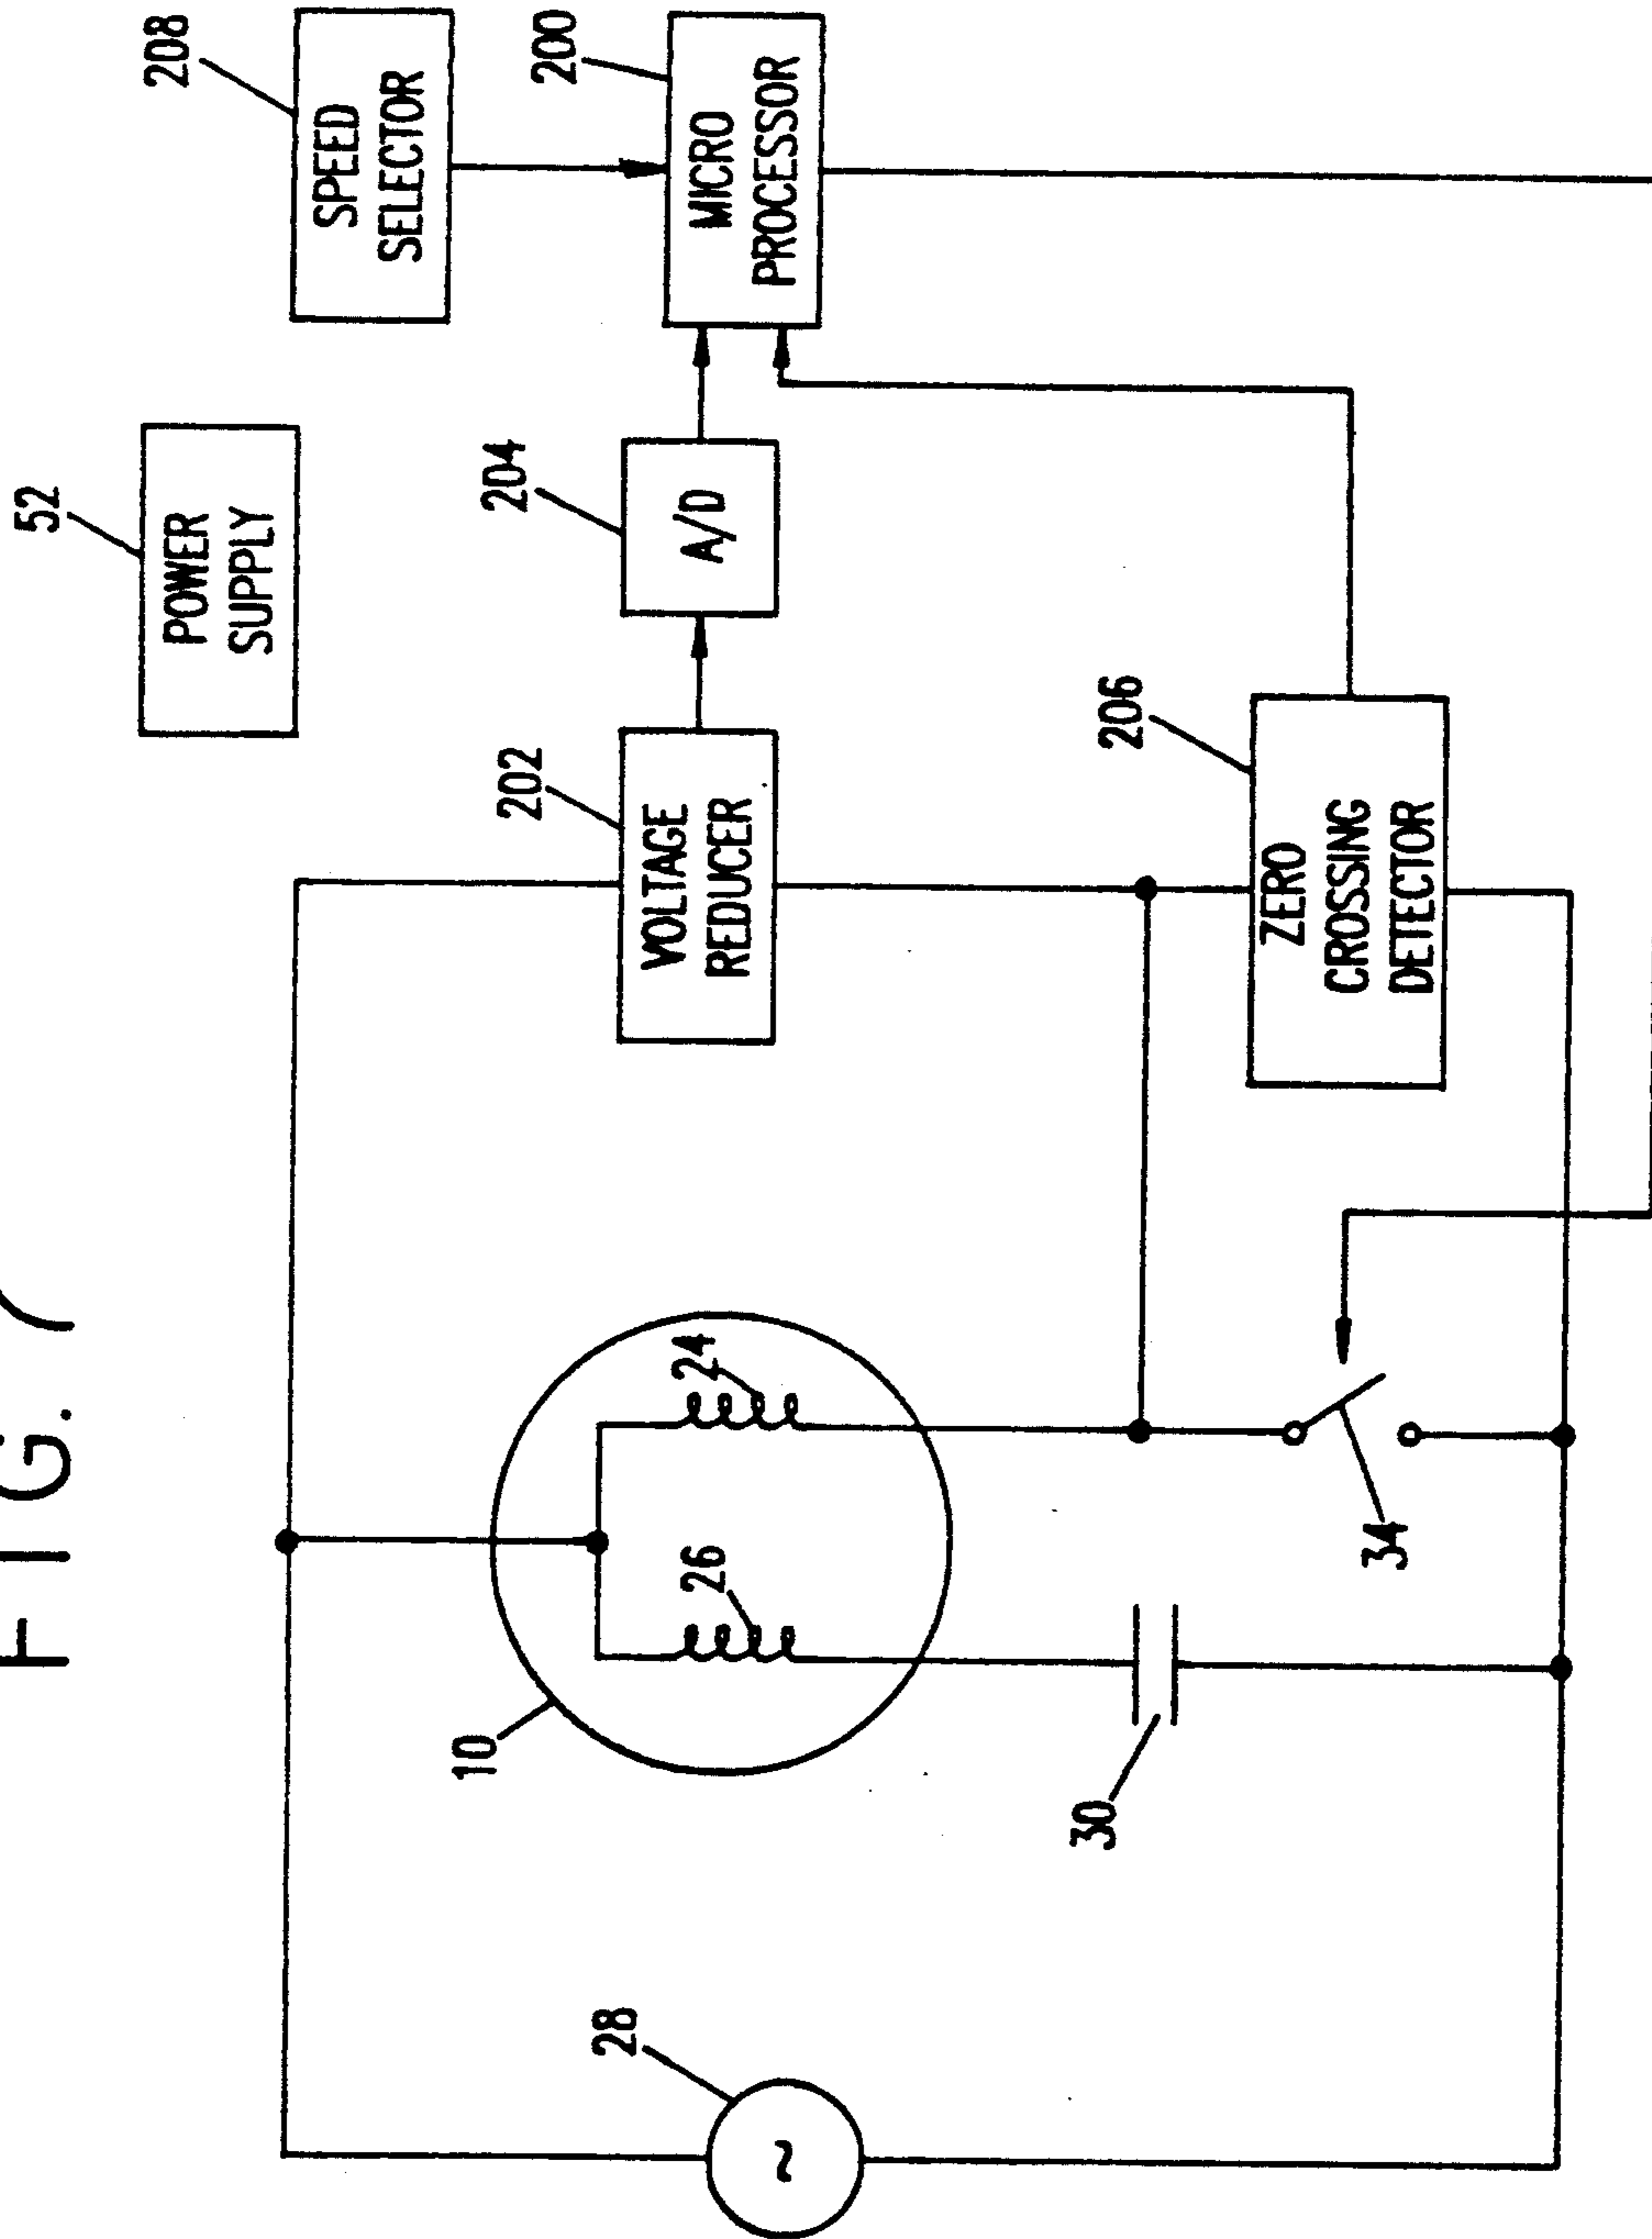 FIG. 7
52
POWER
SUPPLY
208
SPEED
SELECTOR
28
~
10
26
24
202
VOLTAGE
REDUCER
204
A/D
200
MICRO
PROCESSOR
30
34
206
ZERO
CROSSING
DETECTOR